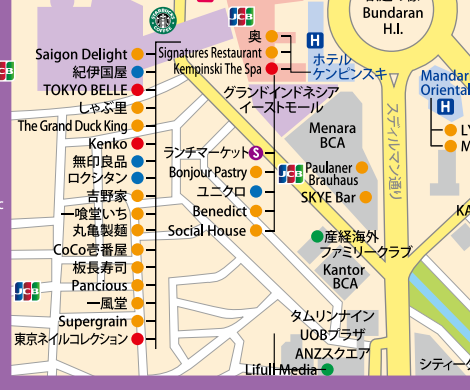 STARBUCKS COFFEE
JCB
Bundaran
H.I.
Saigon Delight
紀伊国屋
TOKYO BELLE
しゃぶ里
The Grand Duck King
Kenko
無印良品
ロクシタン
吉野家
一喰堂いち
丸亀製麺
CoCo壱番屋
板長寿司
Pancious
一風堂
Supergrain
東京ネイルコレクション
JCB
JCB
奥
Signatures Restaurant
Kempinski The Spa
H
ホテル
ケンピンスキ
グランドインドネシア
イーストモール
ランチマーケット
S
Bonjour Pastry
ユニクロ
Benedict
Social House
JCB
Menara
BCA
Paulaner
Brauhaus
SKYE Bar
産経海外
ファミリークラブ
Kantor
BCA
タムリンナイン
UOBプラザ
ANZスクエア
Lifull Media
スディルマン通り
Mandar
Oriental
H
LY
M
KA
シティー